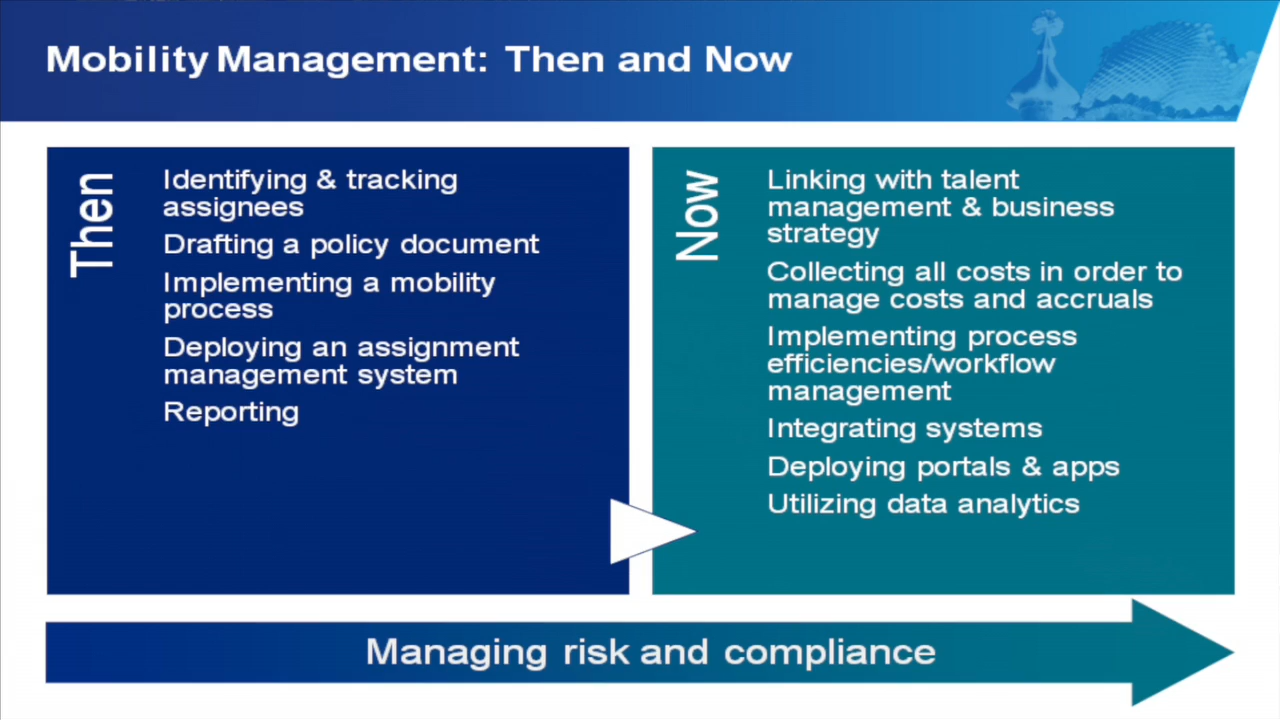 Mobility Management: Then and Now
Then
Identifying & tracking
assignees
Drafting a policy document
Implementing a mobility
process
Deploying an assignment
management system
Reporting
Now
Linking with talent
management & business
strategy
Collecting all costs in order to
manage costs and accruals
Implementing process
efficiencies/workflow
management
Integrating systems
Deploying portals & apps
Utilizing data analytics
Managing risk and compliance